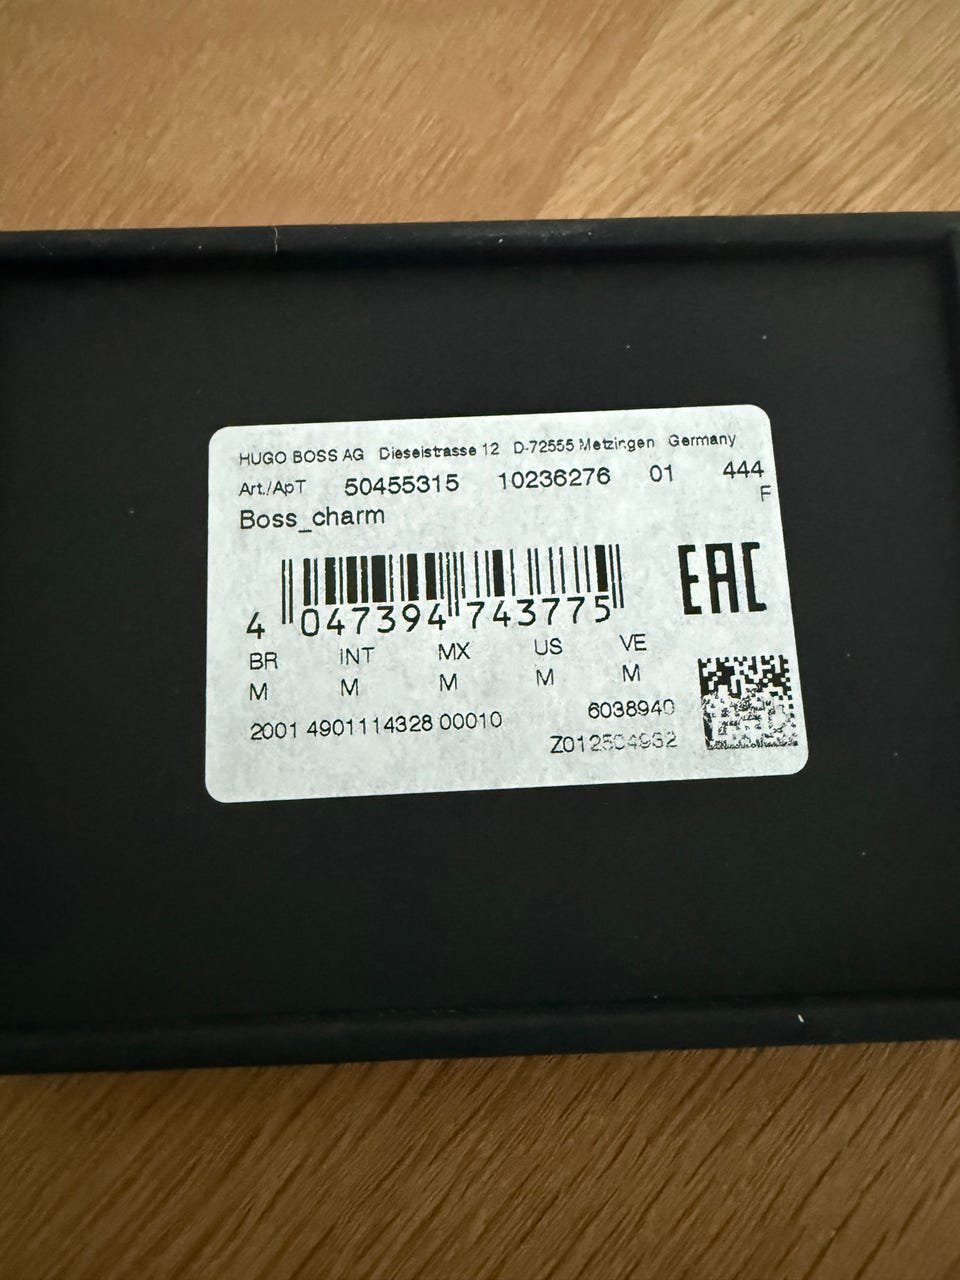 HUGO BOSS AG Dieselstrasse 12 D-72555 Metzingen Germany
Art./ApT 50455315 10236276 01 444
F
Boss_charm
EAC
4 047394 743775
BR INT MX US VE
M M M M M
2001 4901114328 00010 6038940
Z012504932